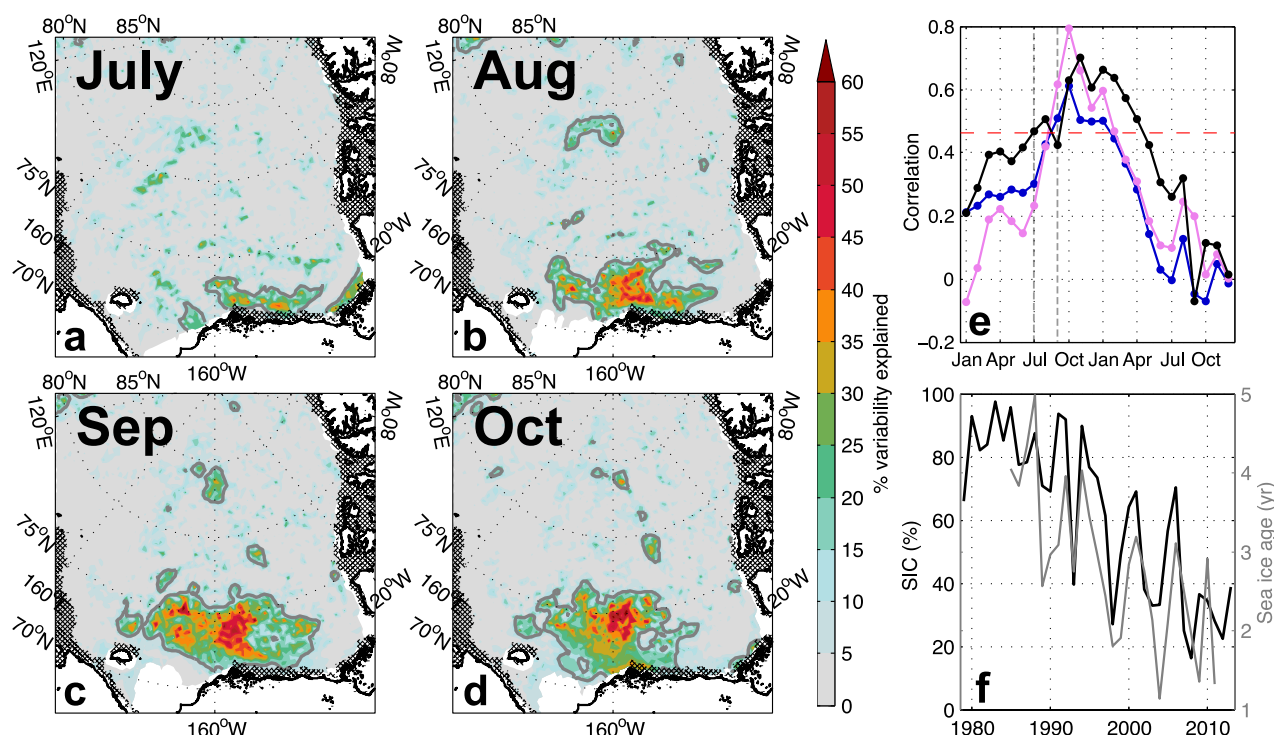 80°N 85°N
120°E
80°W
July
75°N
160°E
70°N
120°W
a
160°W
80°N 85°N
120°E
80°W
Aug
75°N
160°E
70°N
20°W
b
160°W
80°N 85°N
120°E
80°W
Sep
75°N
160°E
70°N
20°W
c
160°W
80°N 85°N
120°E
80°W
Oct
75°N
160°E
70°N
20°W
d
160°W
60
55
50
45
40
35
30
25
20
15
10
5
0
% variability explained
0.8
0.6
0.4
0.2
0
−0.2
Correlation
e
Jan Apr Jul Oct Jan Apr Jul Oct
100
80
60
40
20
0
SIC (%)
5
4
3
2
1
Sea ice age (yr)
f
1980 1990 2000 2010